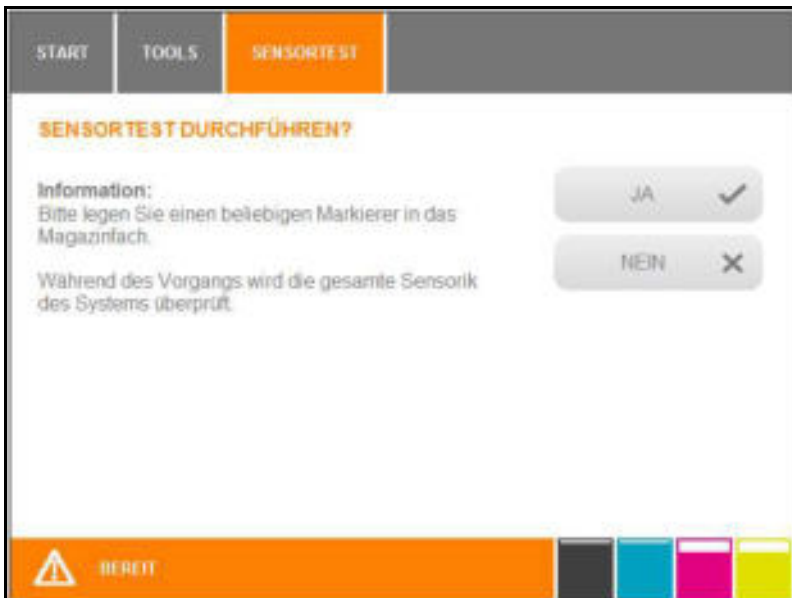 START TOOLS SENSORTEST
SENSORTEST DURCHFÜHREN?
Information:
Bitte legen Sie einen beliebigen Markierer in das
Magazinfach.
Während des Vorgangs wird die gesamte Sensorik
des Systems überprüft.
JA
NEIN
BEREIT